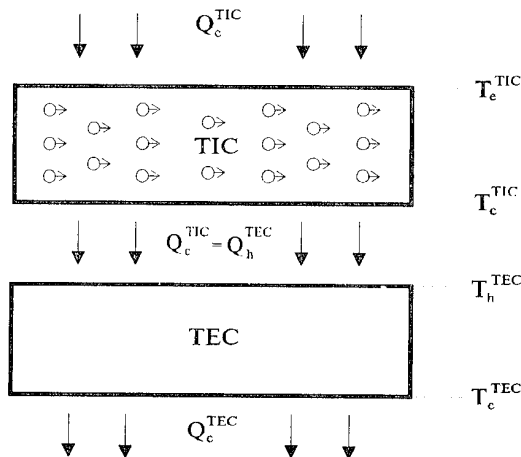 Q_c^TIC
T_e^TIC
TIC
T_c^TIC
Q_c^TIC = Q_h^TEC
T_h^TEC
TEC
T_c^TEC
Q_c^TEC